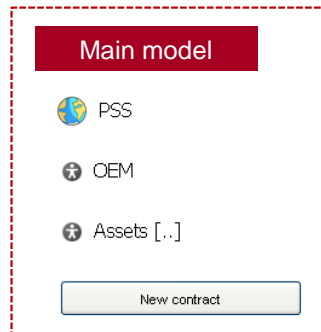 Main model
PSS
OEM
Assets [..]
New contract